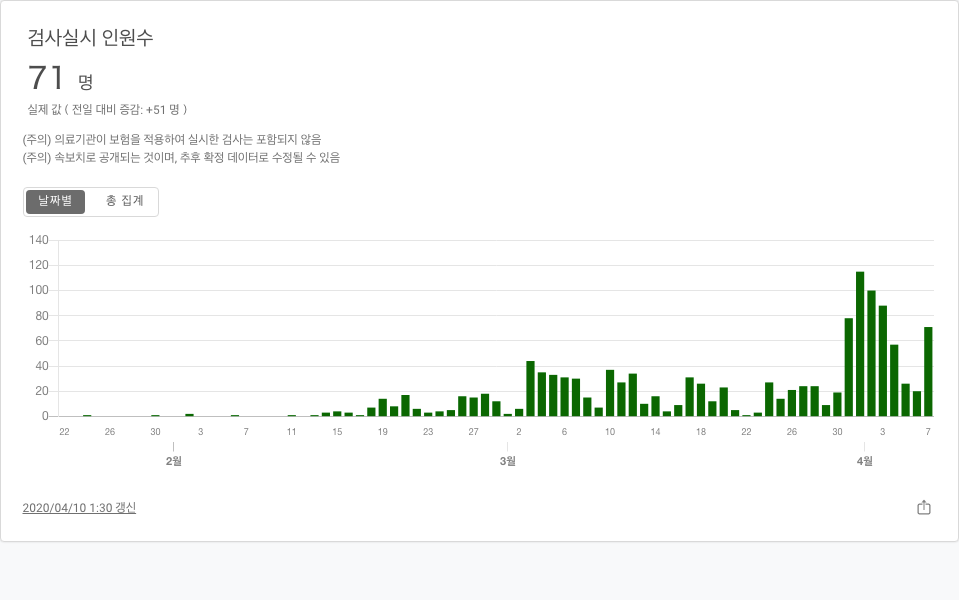 검사실시 인원수
71 명
실제 값 ( 전일 대비 증감: +51 명 )
(주의) 의료기관이 보험을 적용하여 실시한 검사는 포함되지 않음
(주의) 속보치로 공개되는 것이며, 추후 확정 데이터로 수정될 수 있음
날짜별 총 집계
140
120
100
80
60
40
20
0
22 26 30 3 7 11 15 19 23 27 2 6 10 14 18 22 26 30 3 7
2월 3월 4월
2020/04/10 1:30 갱신